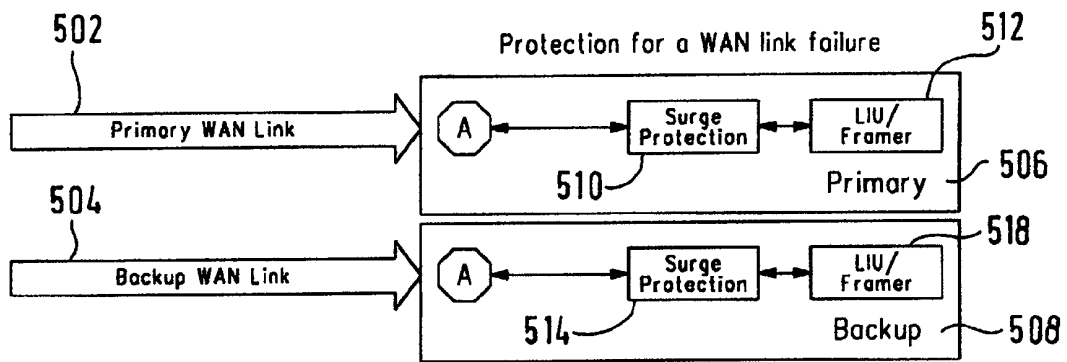 502
Protection for a WAN link failure
512
Primary WAN Link
A
Surge
Protection
LIU/
Framer
510
Primary
506
504
518
Backup WAN Link
A
Surge
Protection
LIU/
Framer
514
Backup
508